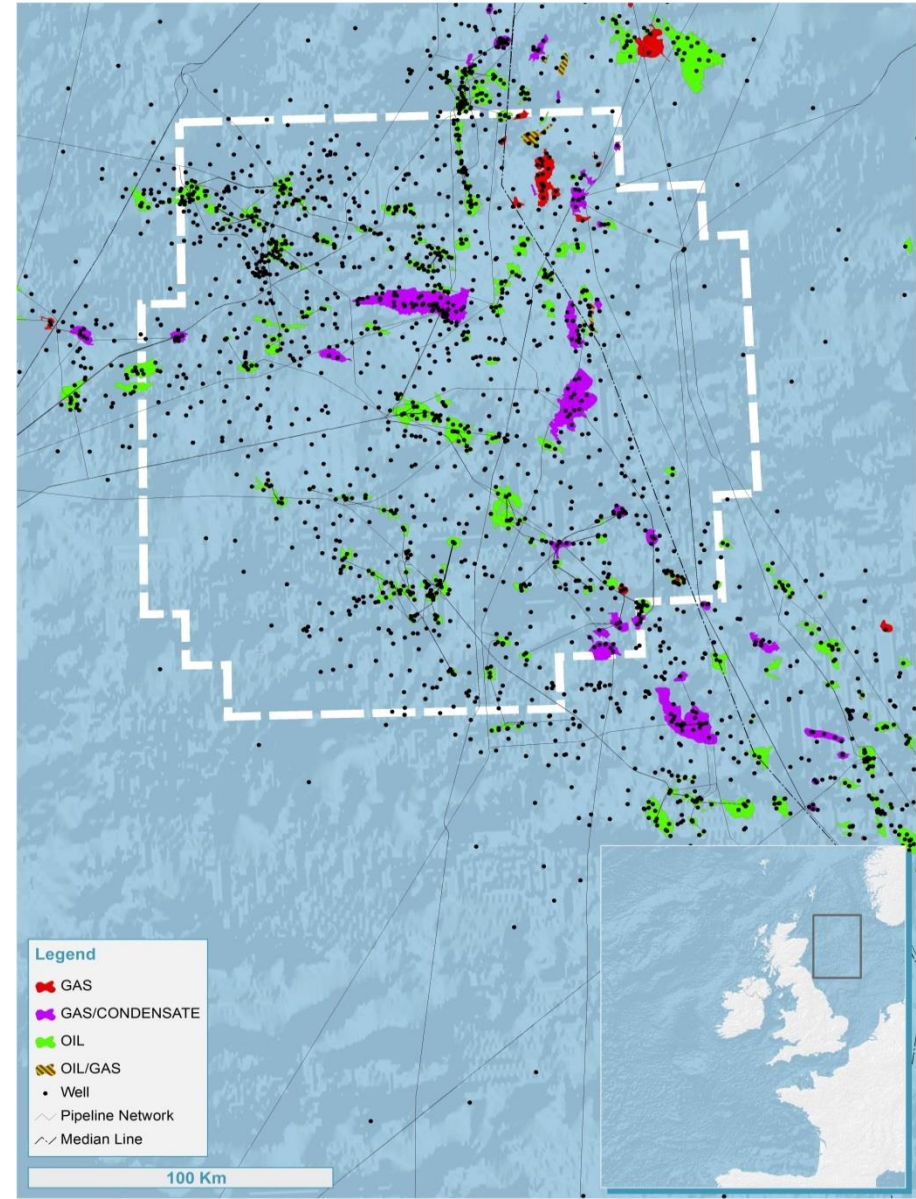 Legend
GAS
GAS/CONDENSATE
OIL
OIL/GAS
Well
Pipeline Network
Median Line
100 Km